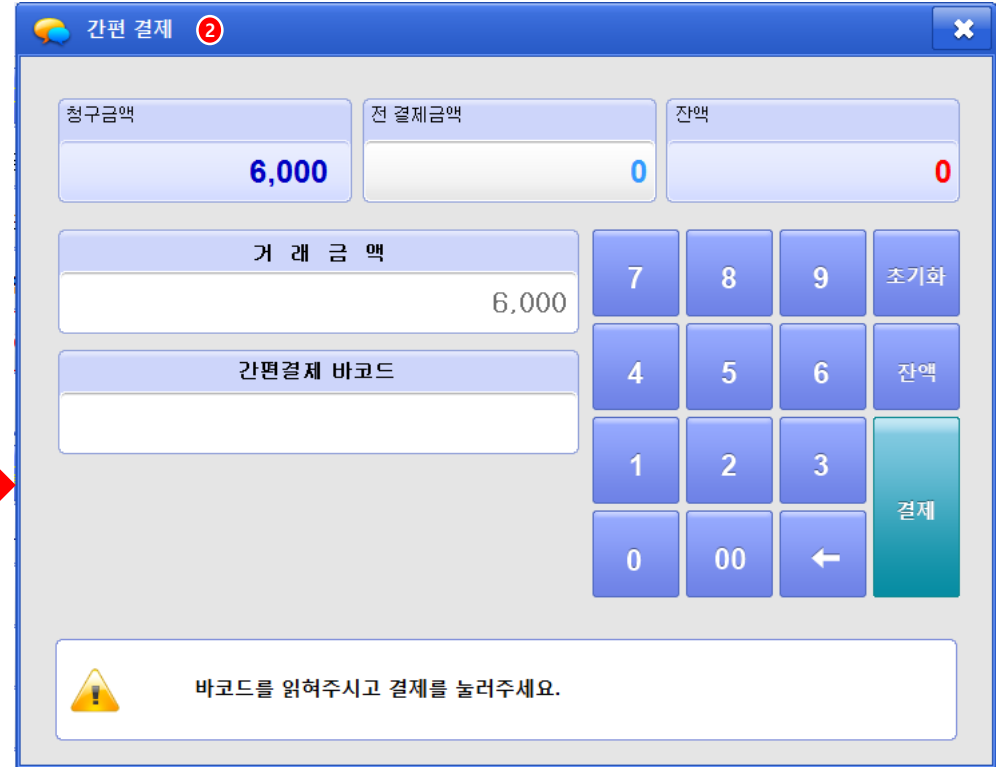 간편 결제 2
청구금액 전 결제금액 잔액
6,000 0 0
거 래 금 액
6,000
간편결제 바코드
7 8 9 초기화
4 5 6 잔액
1 2 3
결제
0 00 ←
바코드를 읽혀주시고 결제를 눌러주세요.